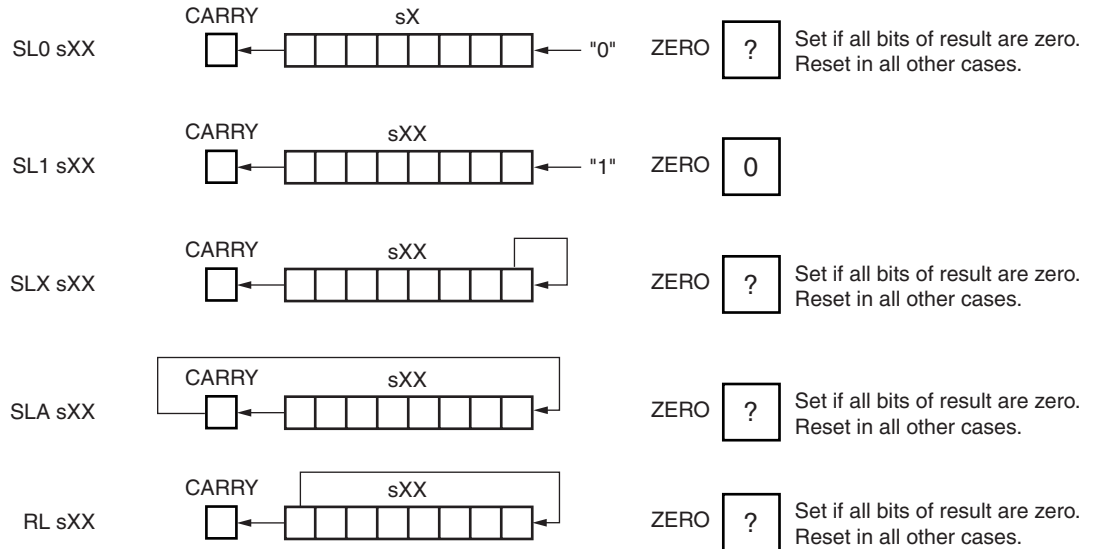 CARRY sX
SL0 sXX "0" ZERO ? Set if all bits of result are zero.
Reset in all other cases.
CARRY sXX
SL1 sXX "1" ZERO 0
CARRY sXX
SLX sXX ZERO ? Set if all bits of result are zero.
Reset in all other cases.
CARRY sXX
SLA sXX ZERO ? Set if all bits of result are zero.
Reset in all other cases.
CARRY sXX
RL sXX ZERO ? Set if all bits of result are zero.
Reset in all other cases.